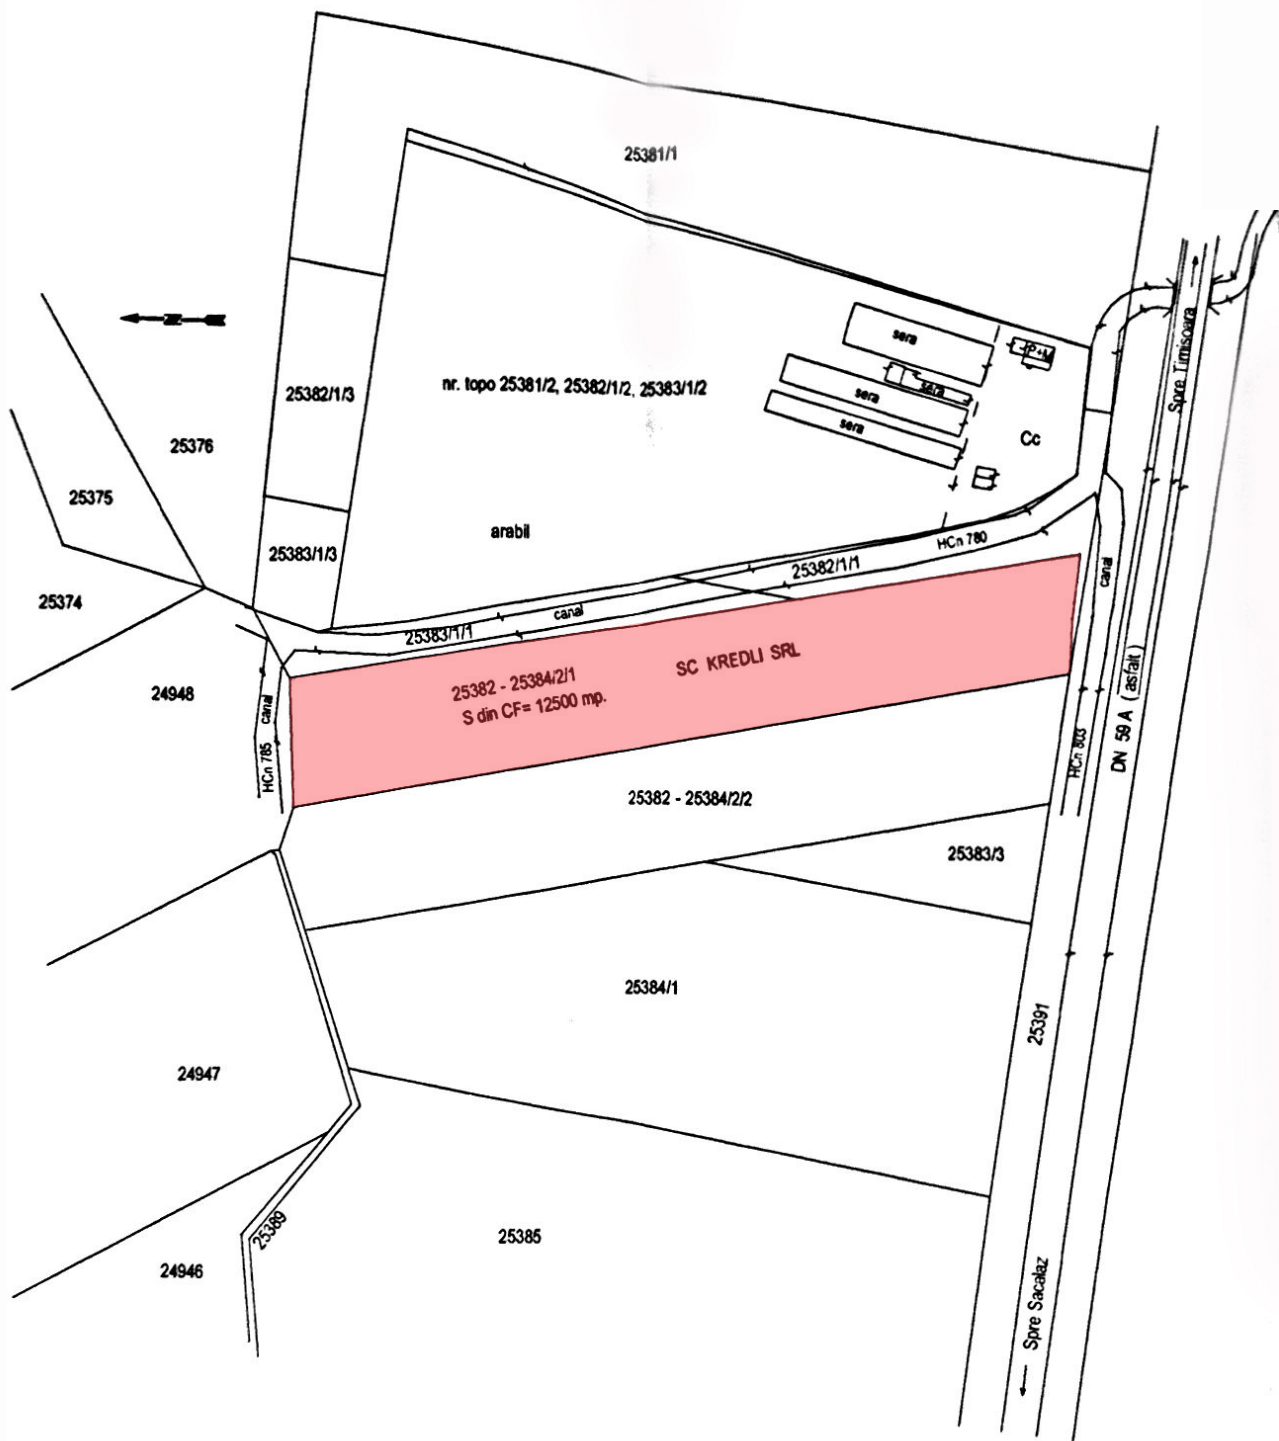 25381/1
Spre Timisoara
sera
P+M
sera
sera
sera
Cc
nr. topo 25381/2, 25382/1/2, 25383/1/2
25382/1/3
25376
25375
arabil
25383/1/3
HCn 780
25382/1/1
canal
25374
canal
25383/1/1
SC KREDLI SRL
25382 - 25384/2/1
S din CF= 12500 mp.
24948
canal
HCn 785
DN 59 A ( asfalt )
HCn 803
25382 - 25384/2/2
25383/3
25384/1
25391
24947
25389
25385
24946
Spre Sacalaz